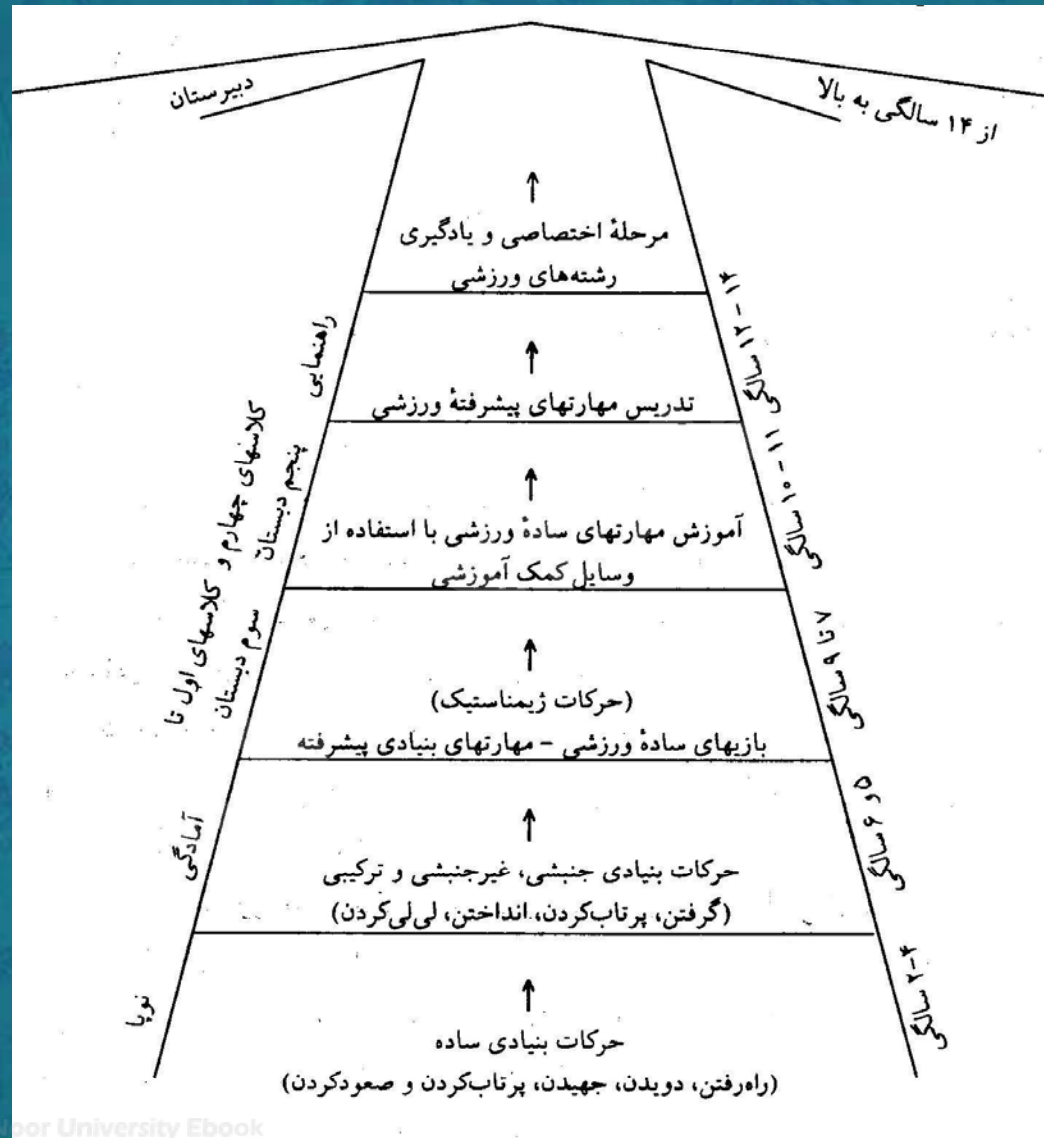 دبیرستان
از ۱۴ سالگی به بالا
مرحلهٔ اختصاصی و یادگیری
رشته‌های ورزشی
راهنمایی
۱۲ – ۱۴ سالگی
تدریس مهارتهای پیشرفتهٔ ورزشی
کلاسهای چهارم و
پنجم دبستان
۱۰ – ۱۱ سالگی
آموزش مهارتهای سادهٔ ورزشی با استفاده از
وسایل کمک آموزشی
کلاسهای اول تا
سوم دبستان
۷ تا ۹ سالگی
(حرکات ژیمناستیک)
بازیهای سادهٔ ورزشی – مهارتهای بنیادی پیشرفته
آمادگی
۵ و ۶ سالگی
حرکات بنیادی جنبشی، غیرجنبشی و ترکیبی
(گرفتن، پرتاب‌کردن، انداختن، لی‌لی‌کردن)
نوپا
۲–۴ سالگی
حرکات بنیادی ساده
(راه‌رفتن، دویدن، جهیدن، پرتاب‌کردن و صعودکردن)
University Ebook